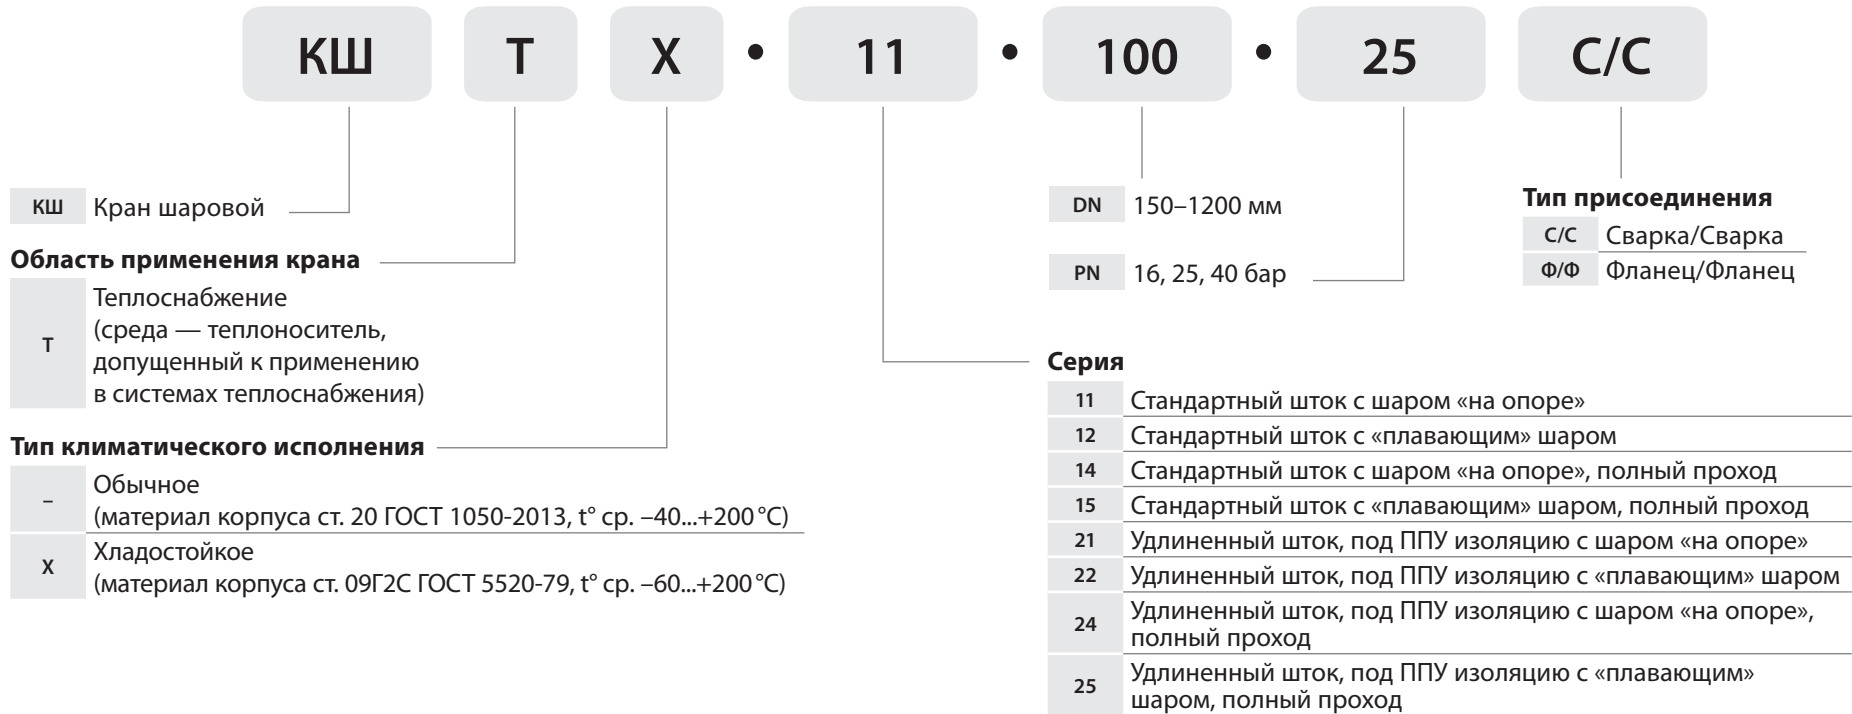 КШ Т Х • 11 • 100 • 25 С/С
КШ Кран шаровой
Область применения крана
Т
Теплоснабжение
(среда — теплоноситель,
допущенный к применению
в системах теплоснабжения)
Тип климатического исполнения
–
Обычное
(материал корпуса ст. 20 ГОСТ 1050-2013, t° ср. –40...+200 °С)
Х
Хладостойкое
(материал корпуса ст. 09Г2С ГОСТ 5520-79, t° ср. –60...+200 °С)
DN 150–1200 мм
PN 16, 25, 40 бар
Тип присоединения
С/С Сварка/Сварка
Ф/Ф Фланец/Фланец
Серия
11 Стандартный шток с шаром «на опоре»
12 Стандартный шток с «плавающим» шаром
14 Стандартный шток с шаром «на опоре», полный проход
15 Стандартный шток с «плавающим» шаром, полный проход
21 Удлиненный шток, под ППУ изоляцию с шаром «на опоре»
22 Удлиненный шток, под ППУ изоляцию с «плавающим» шаром
24 Удлиненный шток, под ППУ изоляцию с шаром «на опоре»,
полный проход
25 Удлиненный шток, под ППУ изоляцию с «плавающим»
шаром, полный проход